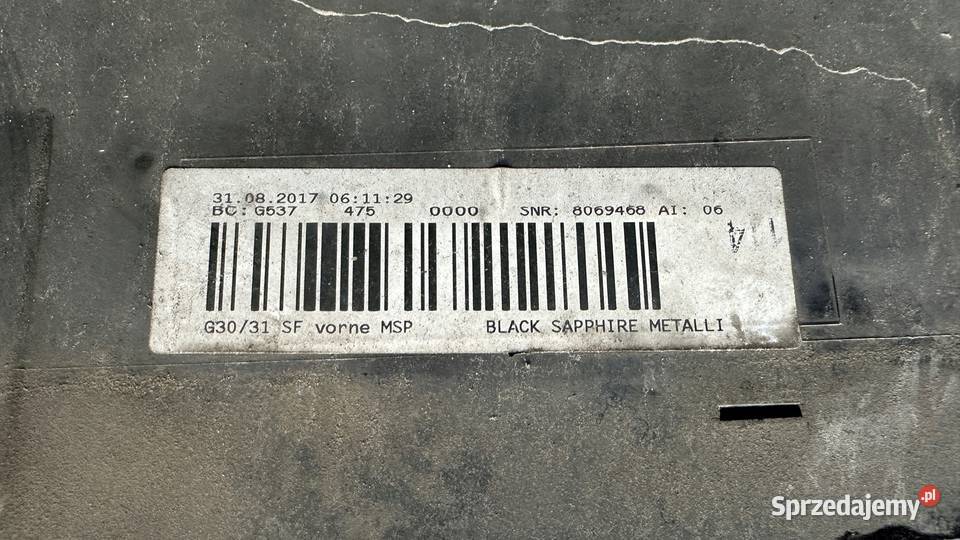 31.08.2017 06:11:29
BC: G537 475 0000 SNR: 8069468 AI: 06
G30/31 SF vorne MSP BLACK SAPPHIRE METALLI
Sprzedajemy.pl